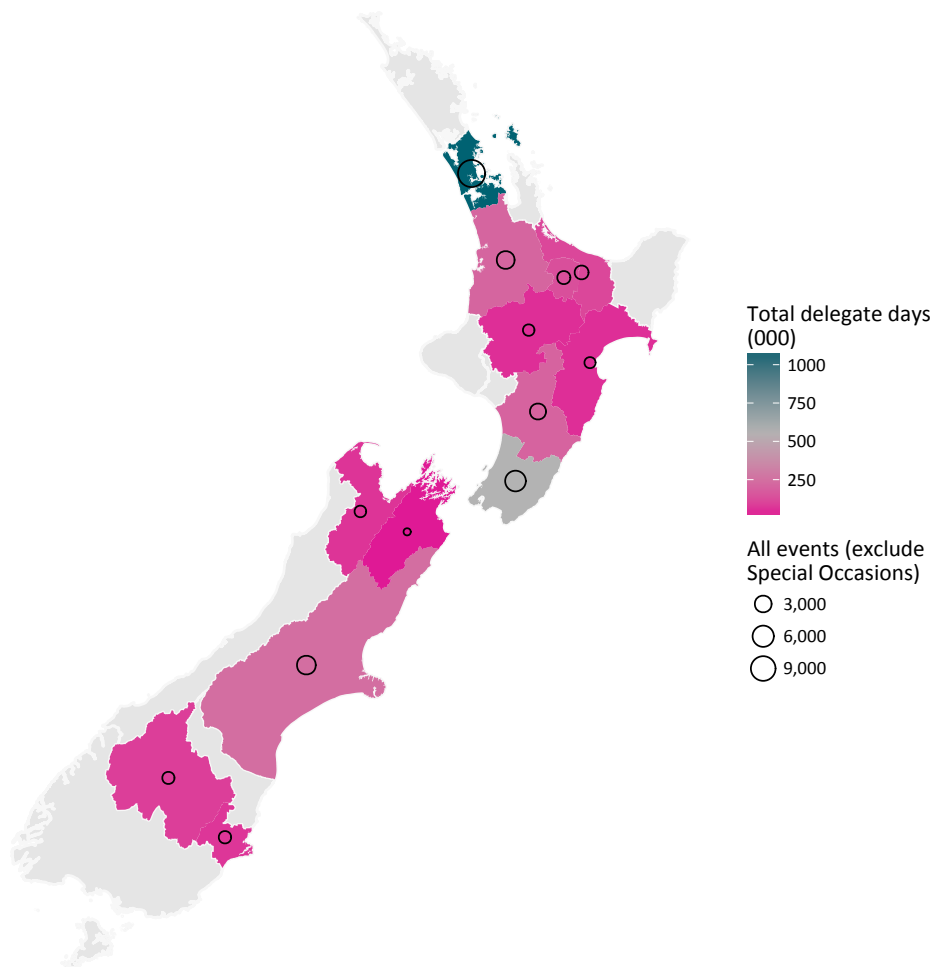 Total delegate days
(000)
1000
750
500
250
All events (exclude
Special Occasions)
3,000
6,000
9,000